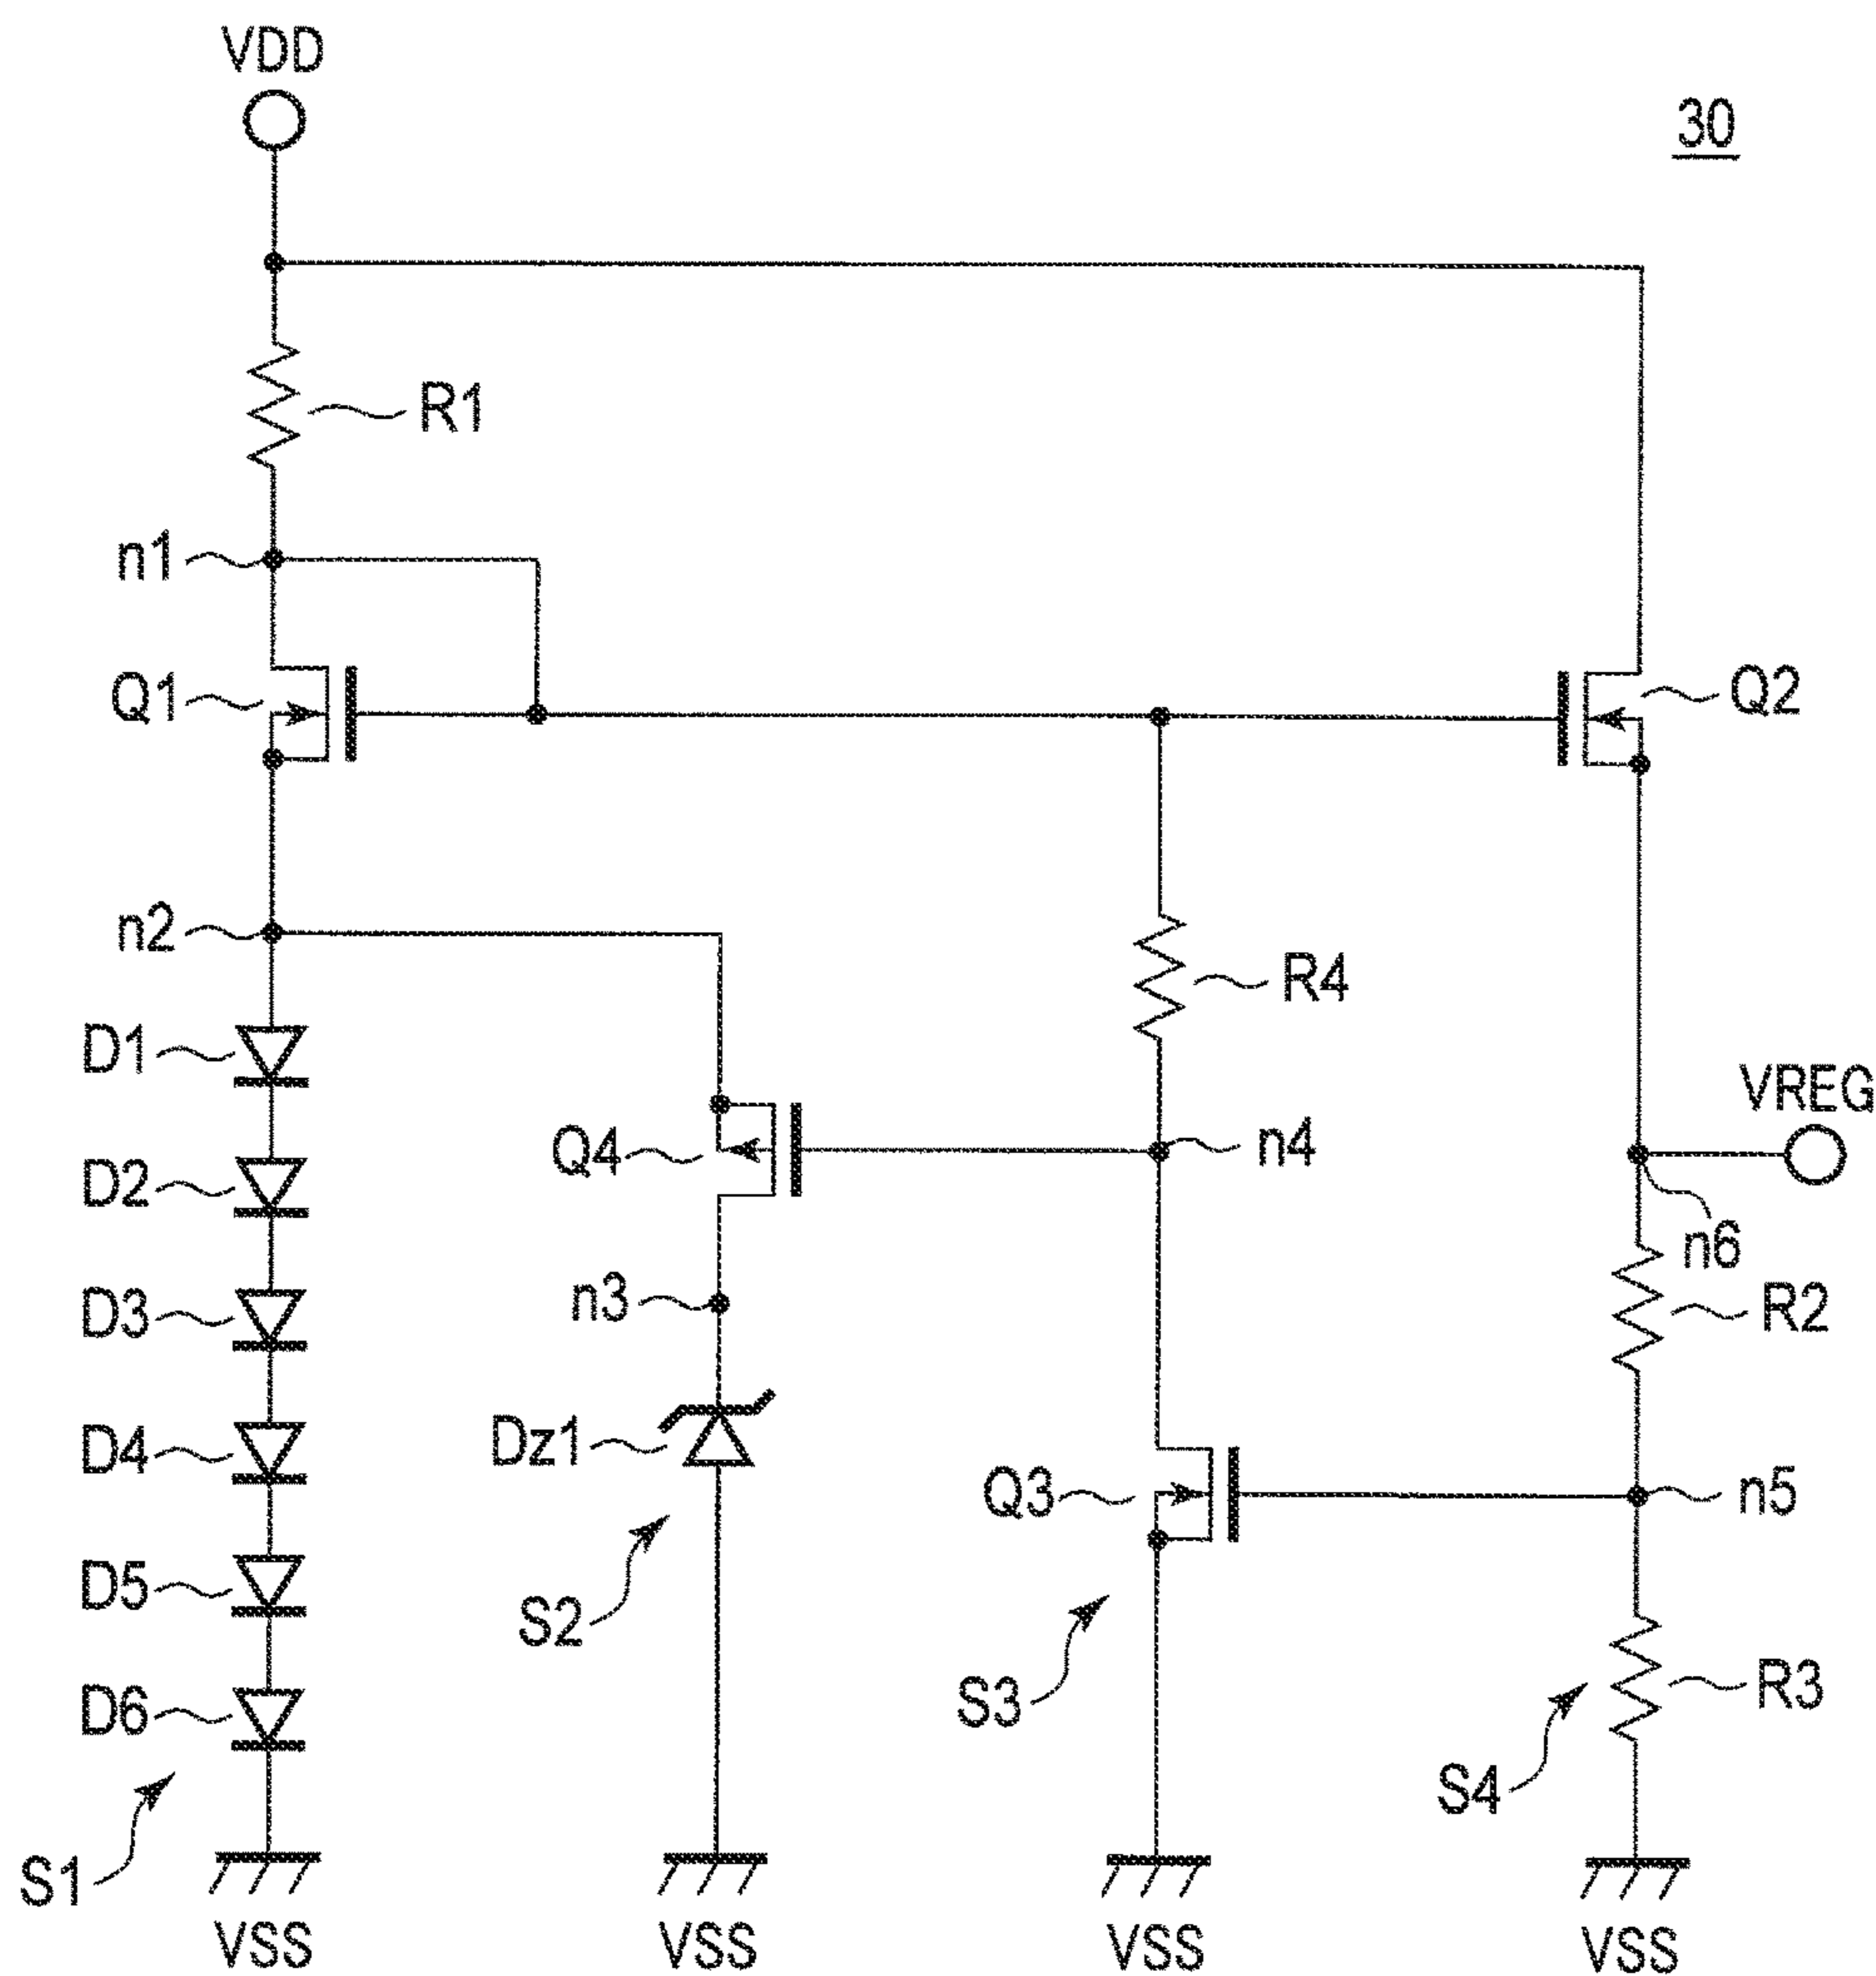 VDD
30
R1
n1
Q1
Q2
n2
R4
D1
VREG
Q4
n4
D2
n6
n3
R2
D3
Dz1
D4
Q3
n5
D5
S2
S3
R3
D6
S4
S1
VSS
VSS
VSS
VSS